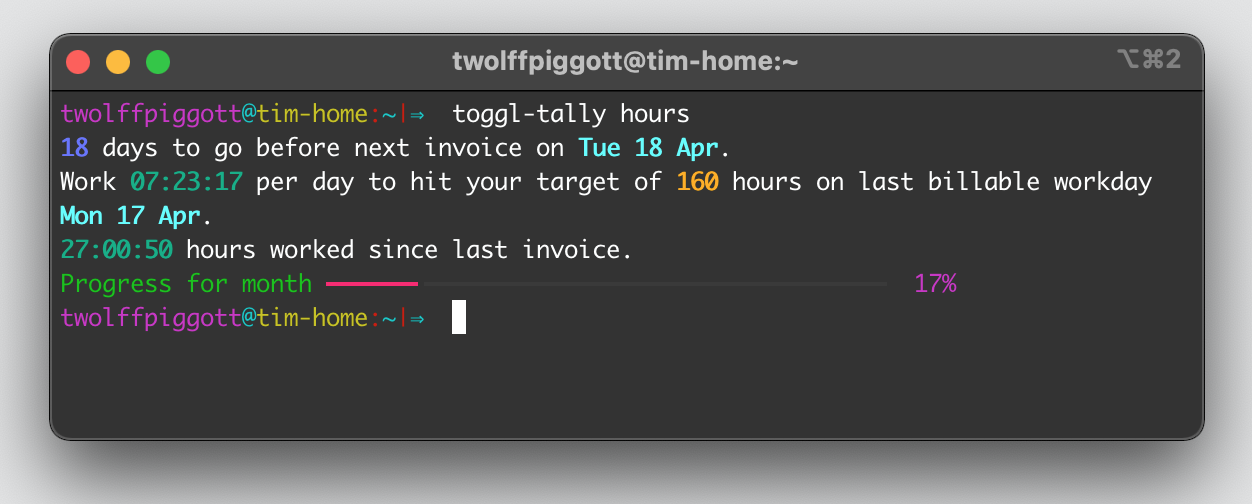 twolffpiggott@tim-home:~
⌥⌘2
twolffpiggott@tim-home:~|⇒  toggl-tally hours
18 days to go before next invoice on Tue 18 Apr.
Work 07:23:17 per day to hit your target of 160 hours on last billable workday
Mon 17 Apr.
27:00:50 hours worked since last invoice.
Progress for month 17%
twolffpiggott@tim-home:~|⇒